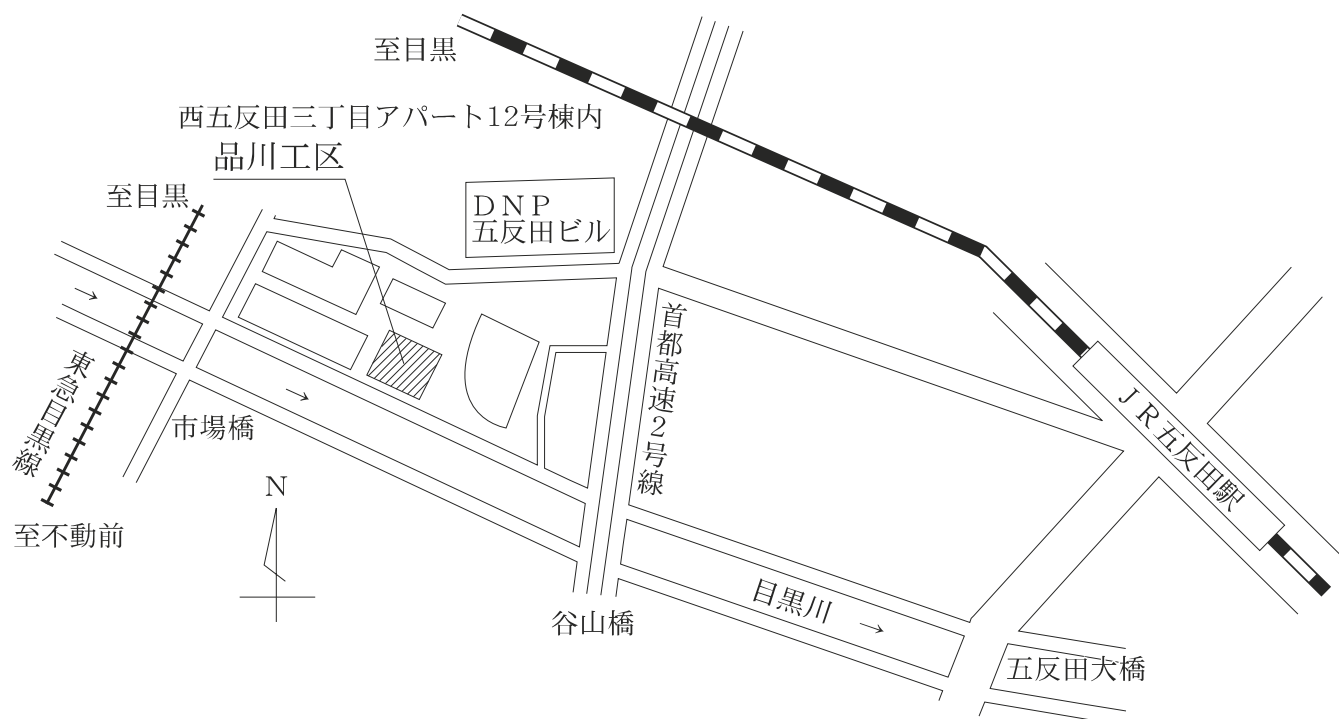 至目黒
西五反田三丁目アパート12号棟内
品川工区
至目黒
DNP
五反田ビル
首都高速2号線
JR五反田駅
東急目黒線
市場橋
N
至不動前
目黒川
谷山橋
五反田大橋